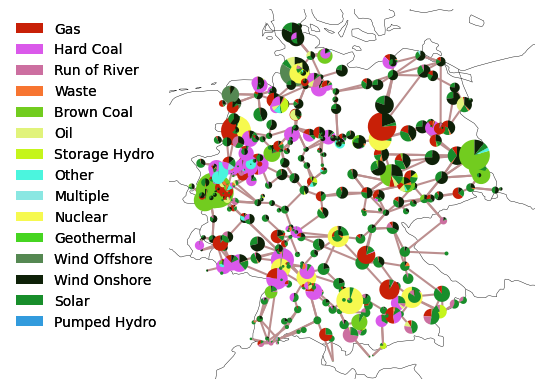 Gas
Hard Coal
Run of River
Waste
Brown Coal
Oil
Storage Hydro
Other
Multiple
Nuclear
Geothermal
Wind Offshore
Wind Onshore
Solar
Pumped Hydro